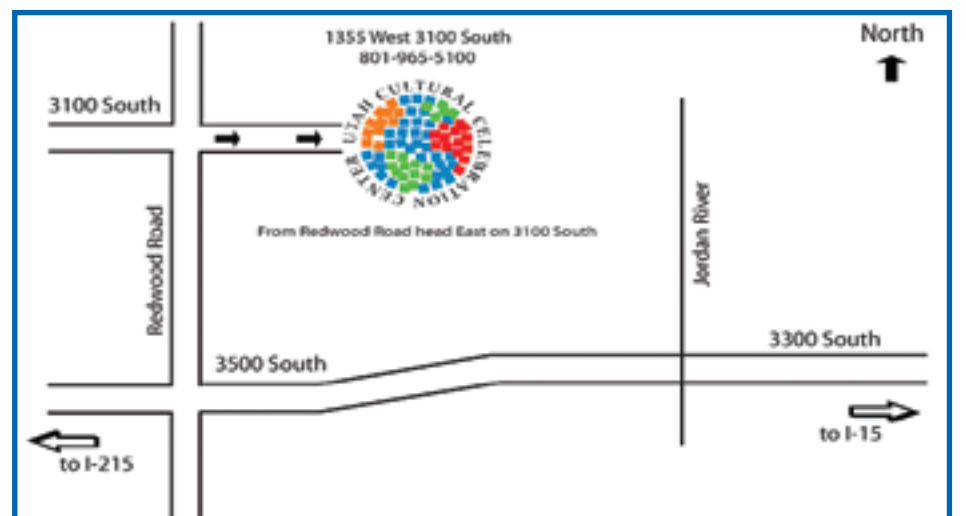 1355 West 3100 South
801-965-5100
North
3100 South
UTAH CULTURAL CELEBRATION CENTER
From Redwood Road head East on 3100 South
Redwood Road
Jordan River
3500 South
3300 South
to I-215
to I-15